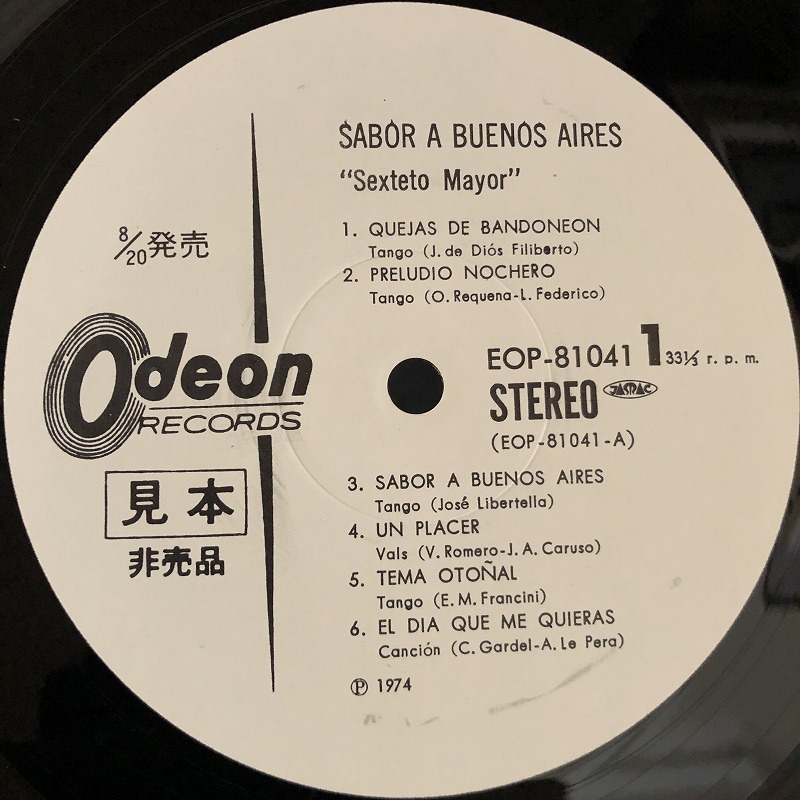 SABOR A BUENOS AIRES
"Sexteto Mayor"
1. QUEJAS DE BANDONEON
Tango (J. de Diós Filiberto)
2. PRELUDIO NOCHERO
Tango (O. Requena-L. Federico)
8/20発売
Odeon
RECORDS
見本
非売品
EOP-81041 1 33⅓ r. p. m.
STEREO JASRAC
(EOP-81041-A)
3. SABOR A BUENOS AIRES
Tango (José Libertella)
4. UN PLACER
Vals (V. Romero-J. A. Caruso)
5. TEMA OTOÑAL
Tango (E. M. Francini)
6. EL DIA QUE ME QUIERAS
Canción (C. Gardel-A. Le Pera)
Ⓟ 1974